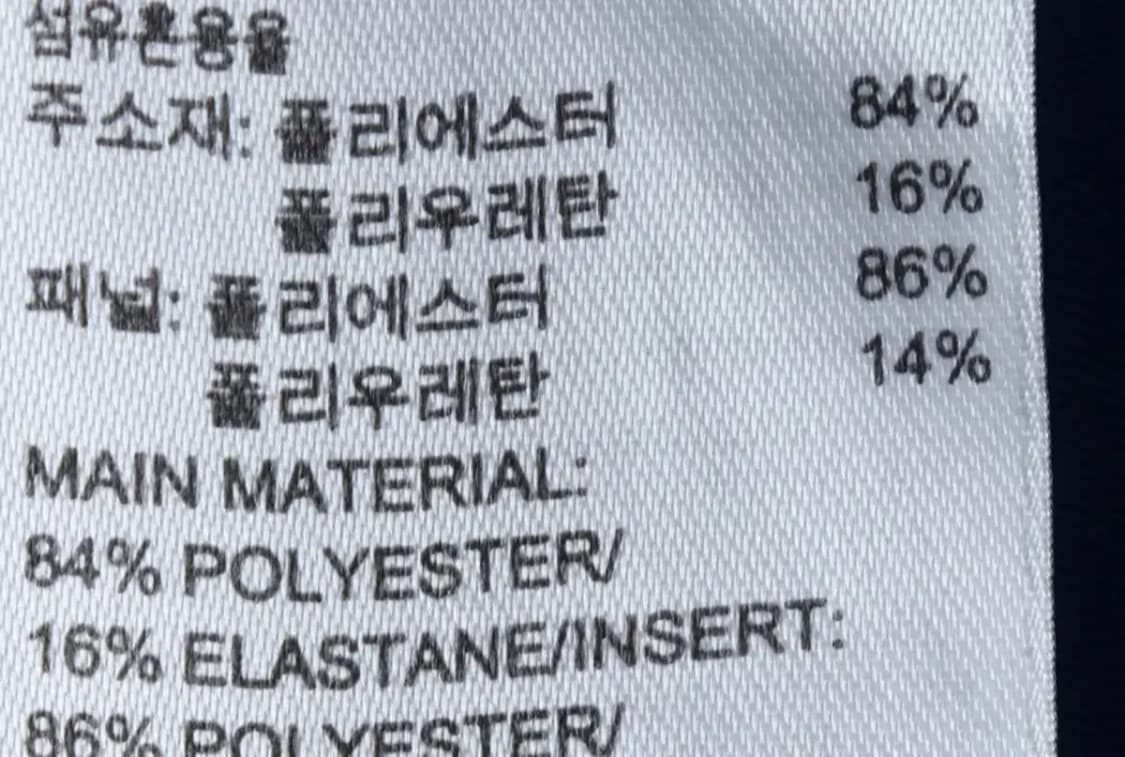 섬유혼용율
주소재: 폴리에스터 84%
폴리우레탄 16%
패널: 폴리에스터 86%
폴리우레탄 14%
MAIN MATERIAL:
84% POLYESTER/
16% ELASTANE/INSERT:
86% POLYESTER/